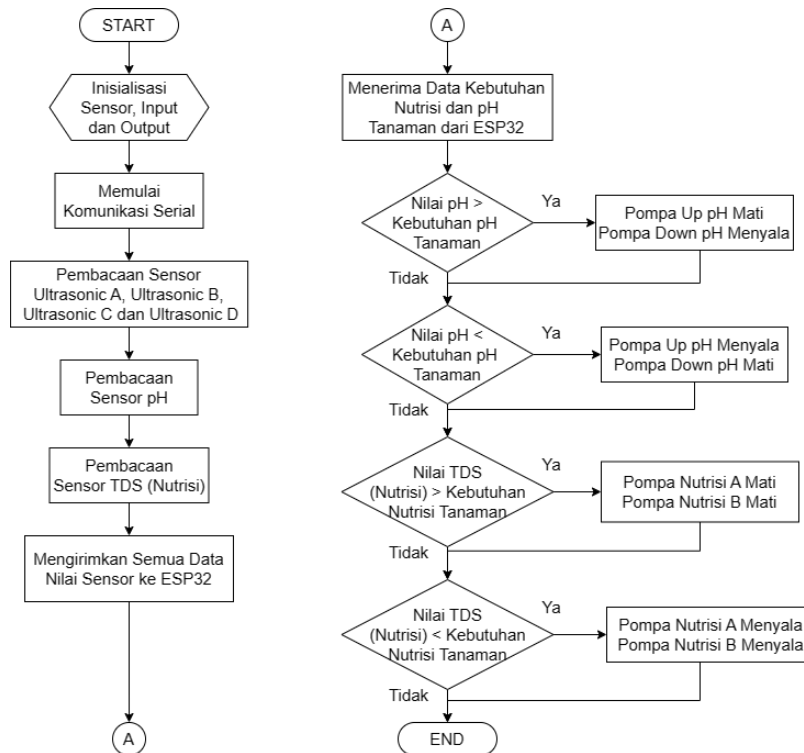 START
Inisialisasi
Sensor, Input
dan Output
Memulai
Komunikasi Serial
Pembacaan Sensor
Ultrasonic A, Ultrasonic B,
Ultrasonic C dan Ultrasonic D
Pembacaan
Sensor pH
Pembacaan
Sensor TDS (Nutrisi)
Mengirimkan Semua Data
Nilai Sensor ke ESP32
A
A
Menerima Data Kebutuhan
Nutrisi dan pH
Tanaman dari ESP32
Nilai pH >
Kebutuhan pH
Tanaman
Ya
Pompa Up pH Mati
Pompa Down pH Menyala
Tidak
Nilai pH <
Kebutuhan pH
Tanaman
Ya
Pompa Up pH Menyala
Pompa Down pH Mati
Tidak
Nilai TDS
(Nutrisi) > Kebutuhan
Nutrisi Tanaman
Ya
Pompa Nutrisi A Mati
Pompa Nutrisi B Mati
Tidak
Nilai TDS
(Nutrisi) < Kebutuhan
Nutrisi Tanaman
Ya
Pompa Nutrisi A Menyala
Pompa Nutrisi B Menyala
Tidak
END